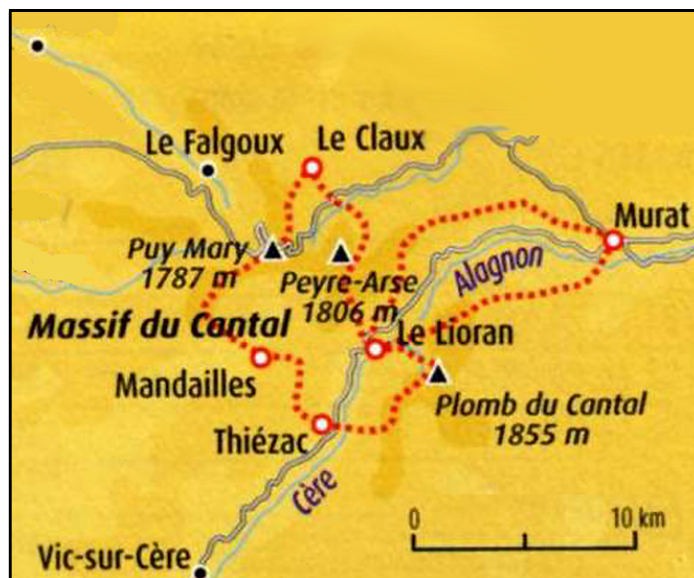 Le Falgoux
Le Claux
Murat
Puy Mary
1787 m
Peyre-Arse
1806 m
Alagnon
Massif du Cantal
Le Lioran
Mandailles
Plomb du Cantal
1855 m
Thiézac
Cère
0
10 km
Vic-sur-Cère